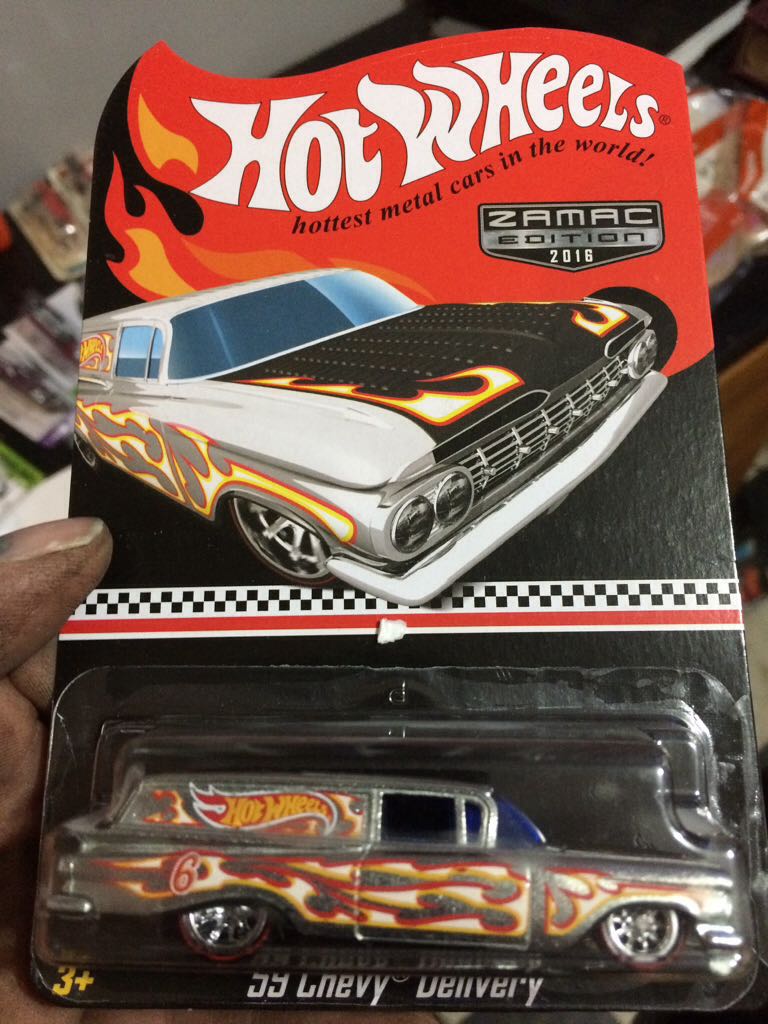 HOT WHEELS®
hottest metal cars in the world!
ZAMAC
EDITION
2016
HOT WHEELS
6
3+
59 Chevy® Delivery